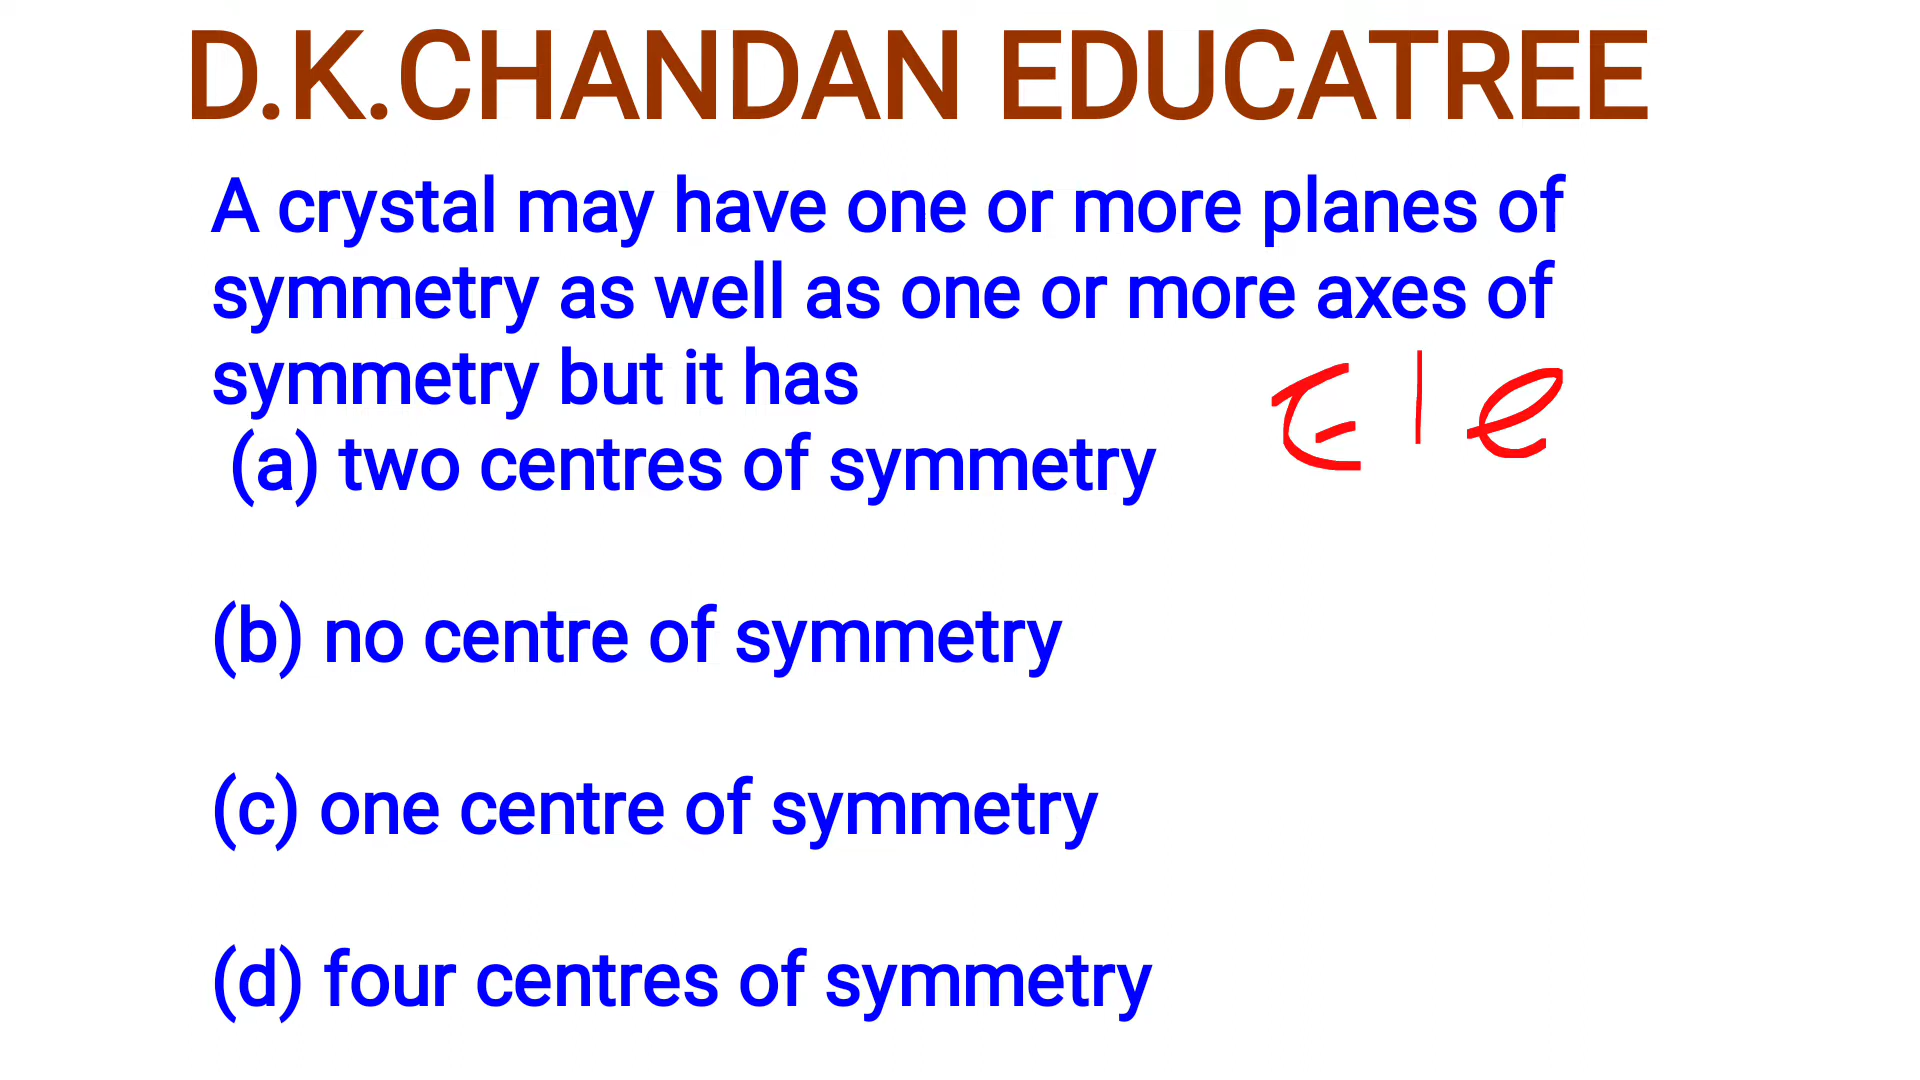 D.K.CHANDAN EDUCATREE
A crystal may have one or more planes of
symmetry as well as one or more axes of
symmetry but it has
(a) two centres of symmetry
(b) no centre of symmetry
(c) one centre of symmetry
(d) four centres of symmetry